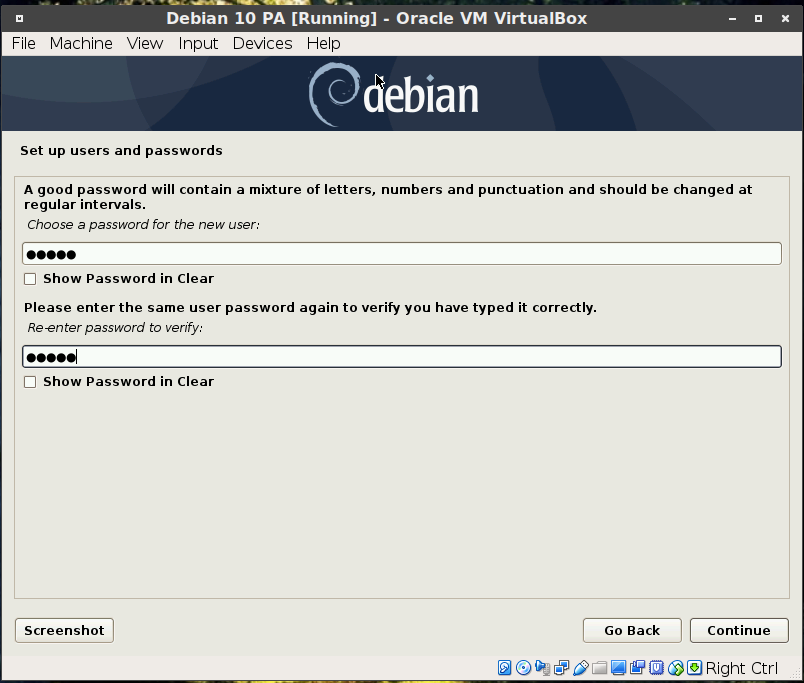 Debian 10 PA [Running] - Oracle VM VirtualBox
File Machine View Input Devices Help
debian
Set up users and passwords
A good password will contain a mixture of letters, numbers and punctuation and should be changed at
regular intervals.
Choose a password for the new user:
●●●●●
Show Password in Clear
Please enter the same user password again to verify you have typed it correctly.
Re-enter password to verify:
●●●●●
Show Password in Clear
Screenshot Go Back Continue
Right Ctrl